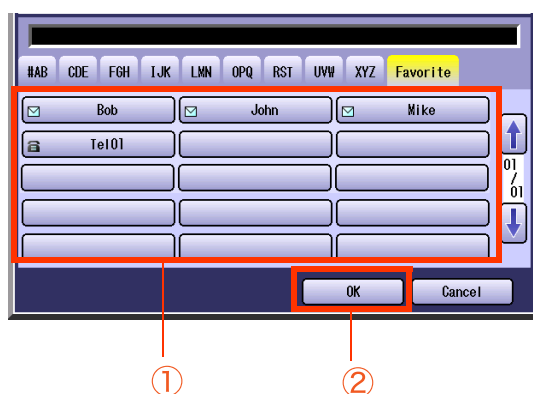 #AB CDE FGH IJK LMN OPQ RST UVW XYZ Favorite
Bob John Mike
Tel01
01
/
01
OK Cancel
① ②